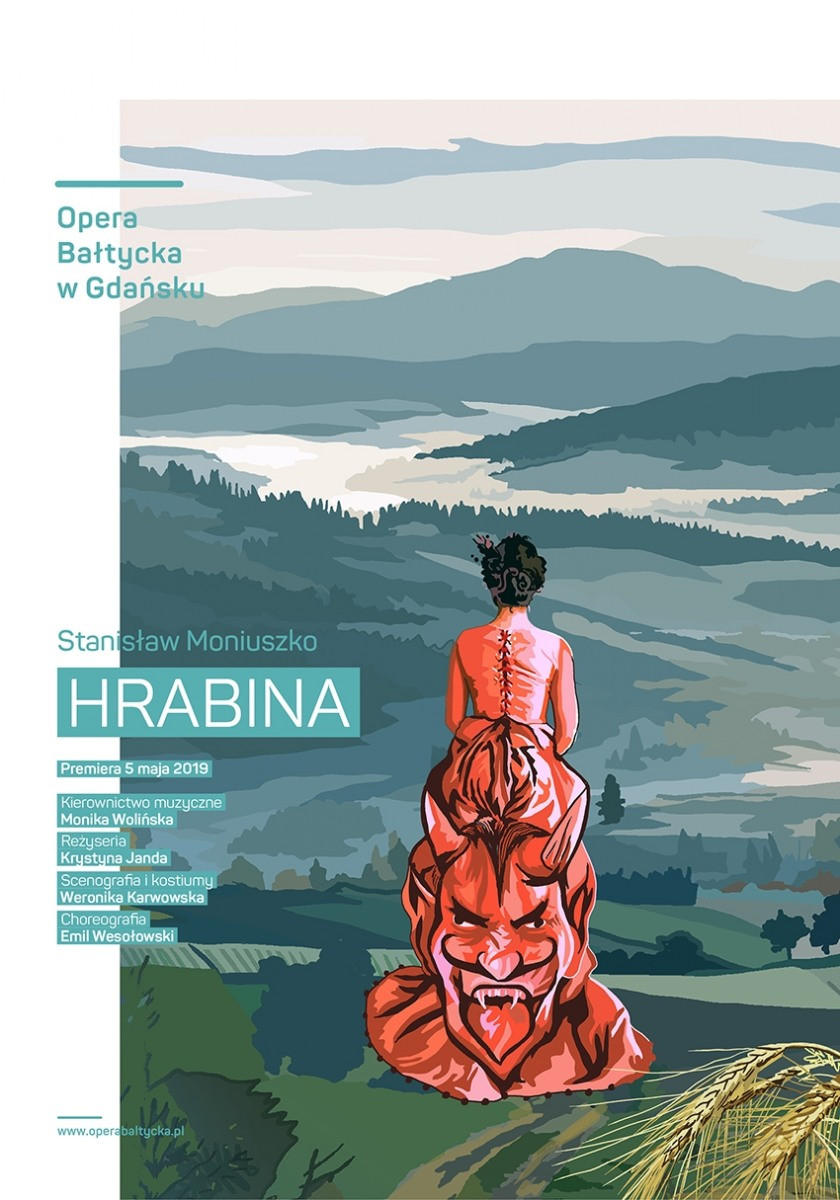 Opera
Bałtycka
w Gdańsku
Stanisław Moniuszko
HRABINA
Premiera 5 maja 2019
Kierownictwo muzyczne
Monika Wolińska
Reżyseria
Krystyna Janda
Scenografia i kostiumy
Weronika Karwowska
Choreografia
Emil Wesołowski
www.operabaltycka.pl